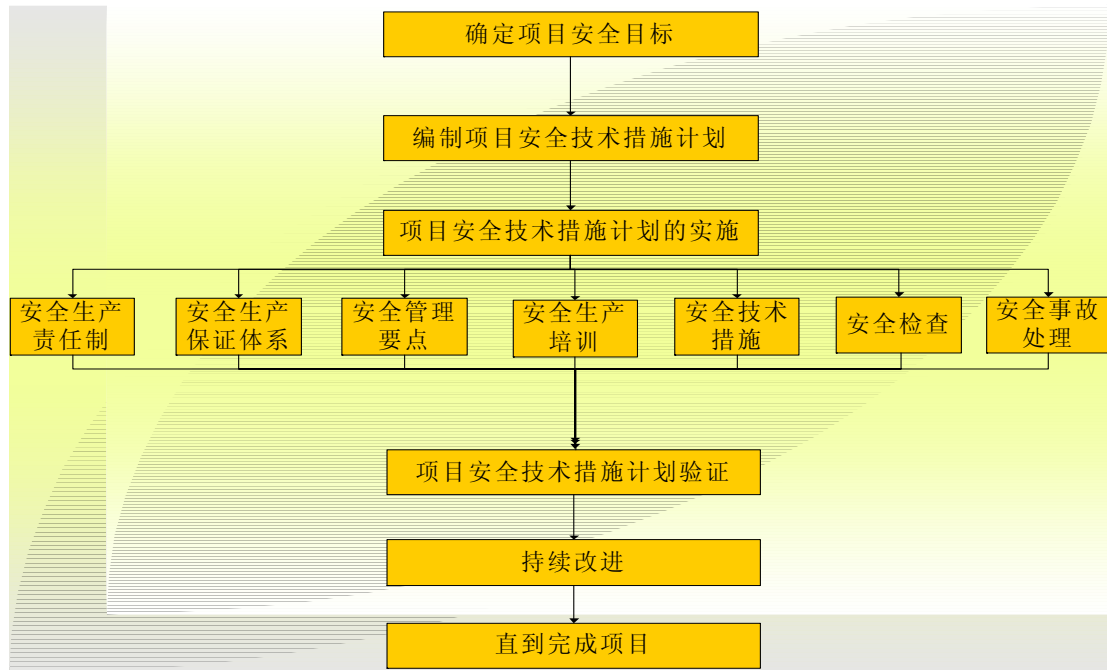 确定项目安全目标
编制项目安全技术措施计划
项目安全技术措施计划的实施
安全生产
责任制
安全生产
保证体系
安全管理
要点
安全生产
培训
安全技术
措施
安全检查
安全事故
处理
项目安全技术措施计划验证
持续改进
直到完成项目